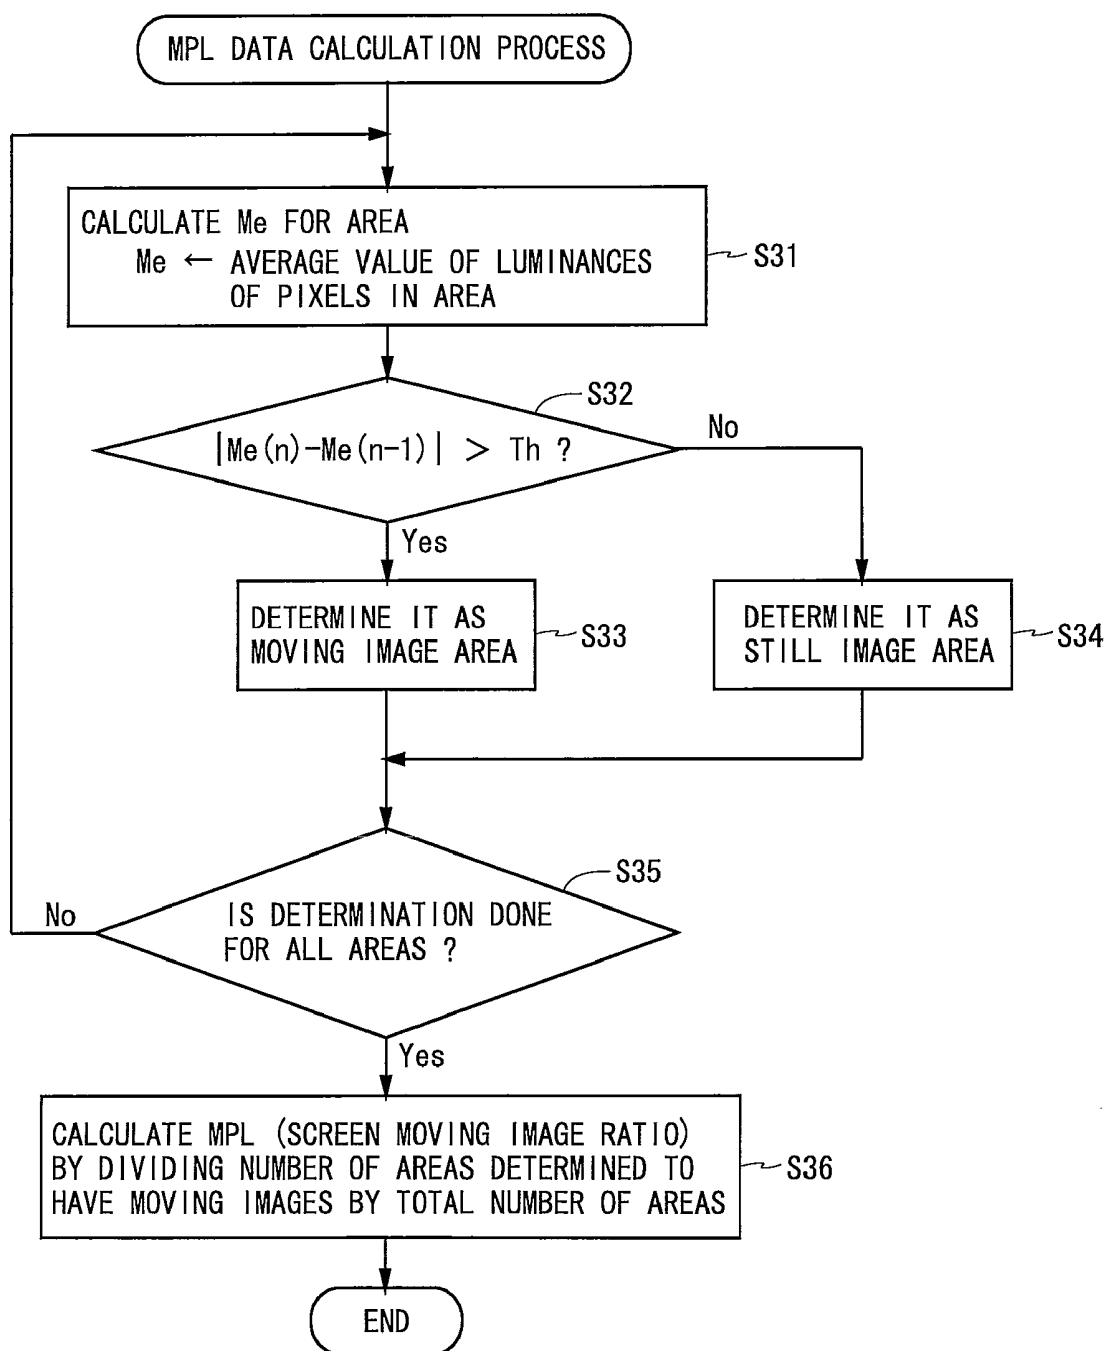 MPL DATA CALCULATION PROCESS
CALCULATE Me FOR AREA
Me ← AVERAGE VALUE OF LUMINANCES
OF PIXELS IN AREA
S31
S32
|Me(n)-Me(n-1)| > Th ?
No
Yes
DETERMINE IT AS
MOVING IMAGE AREA
S33
DETERMINE IT AS
STILL IMAGE AREA
S34
S35
IS DETERMINATION DONE
FOR ALL AREAS ?
No
Yes
CALCULATE MPL (SCREEN MOVING IMAGE RATIO)
BY DIVIDING NUMBER OF AREAS DETERMINED TO
HAVE MOVING IMAGES BY TOTAL NUMBER OF AREAS
S36
END